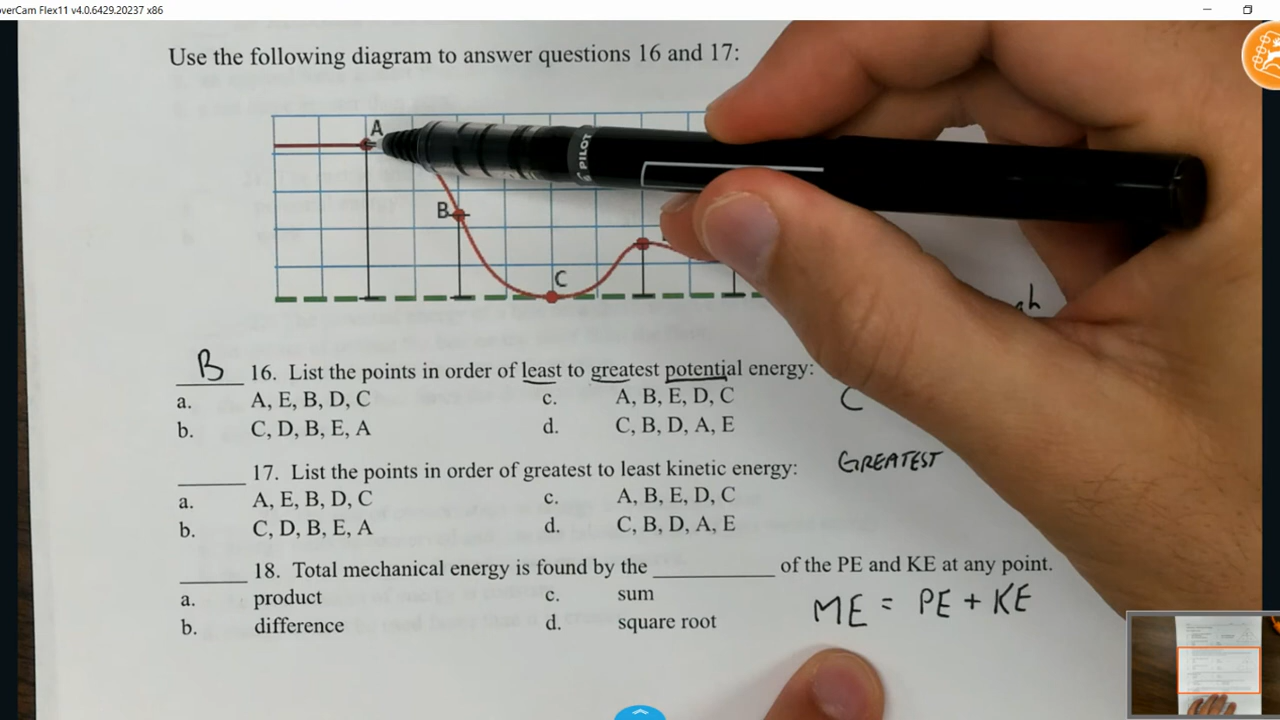 overCam Flex11 v4.0.6429.20237 x86
Use the following diagram to answer questions 16 and 17:
A
PILOT
B
C
B 16. List the points in order of least to greatest potential energy:
a. A, E, B, D, C c. A, B, E, D, C
C
b. C, D, B, E, A d. C, B, D, A, E
17. List the points in order of greatest to least kinetic energy:
GREATEST
a. A, E, B, D, C c. A, B, E, D, C
b. C, D, B, E, A d. C, B, D, A, E
18. Total mechanical energy is found by the __________ of the PE and KE at any point.
a. product c. sum
ME = PE + KE
b. difference d. square root